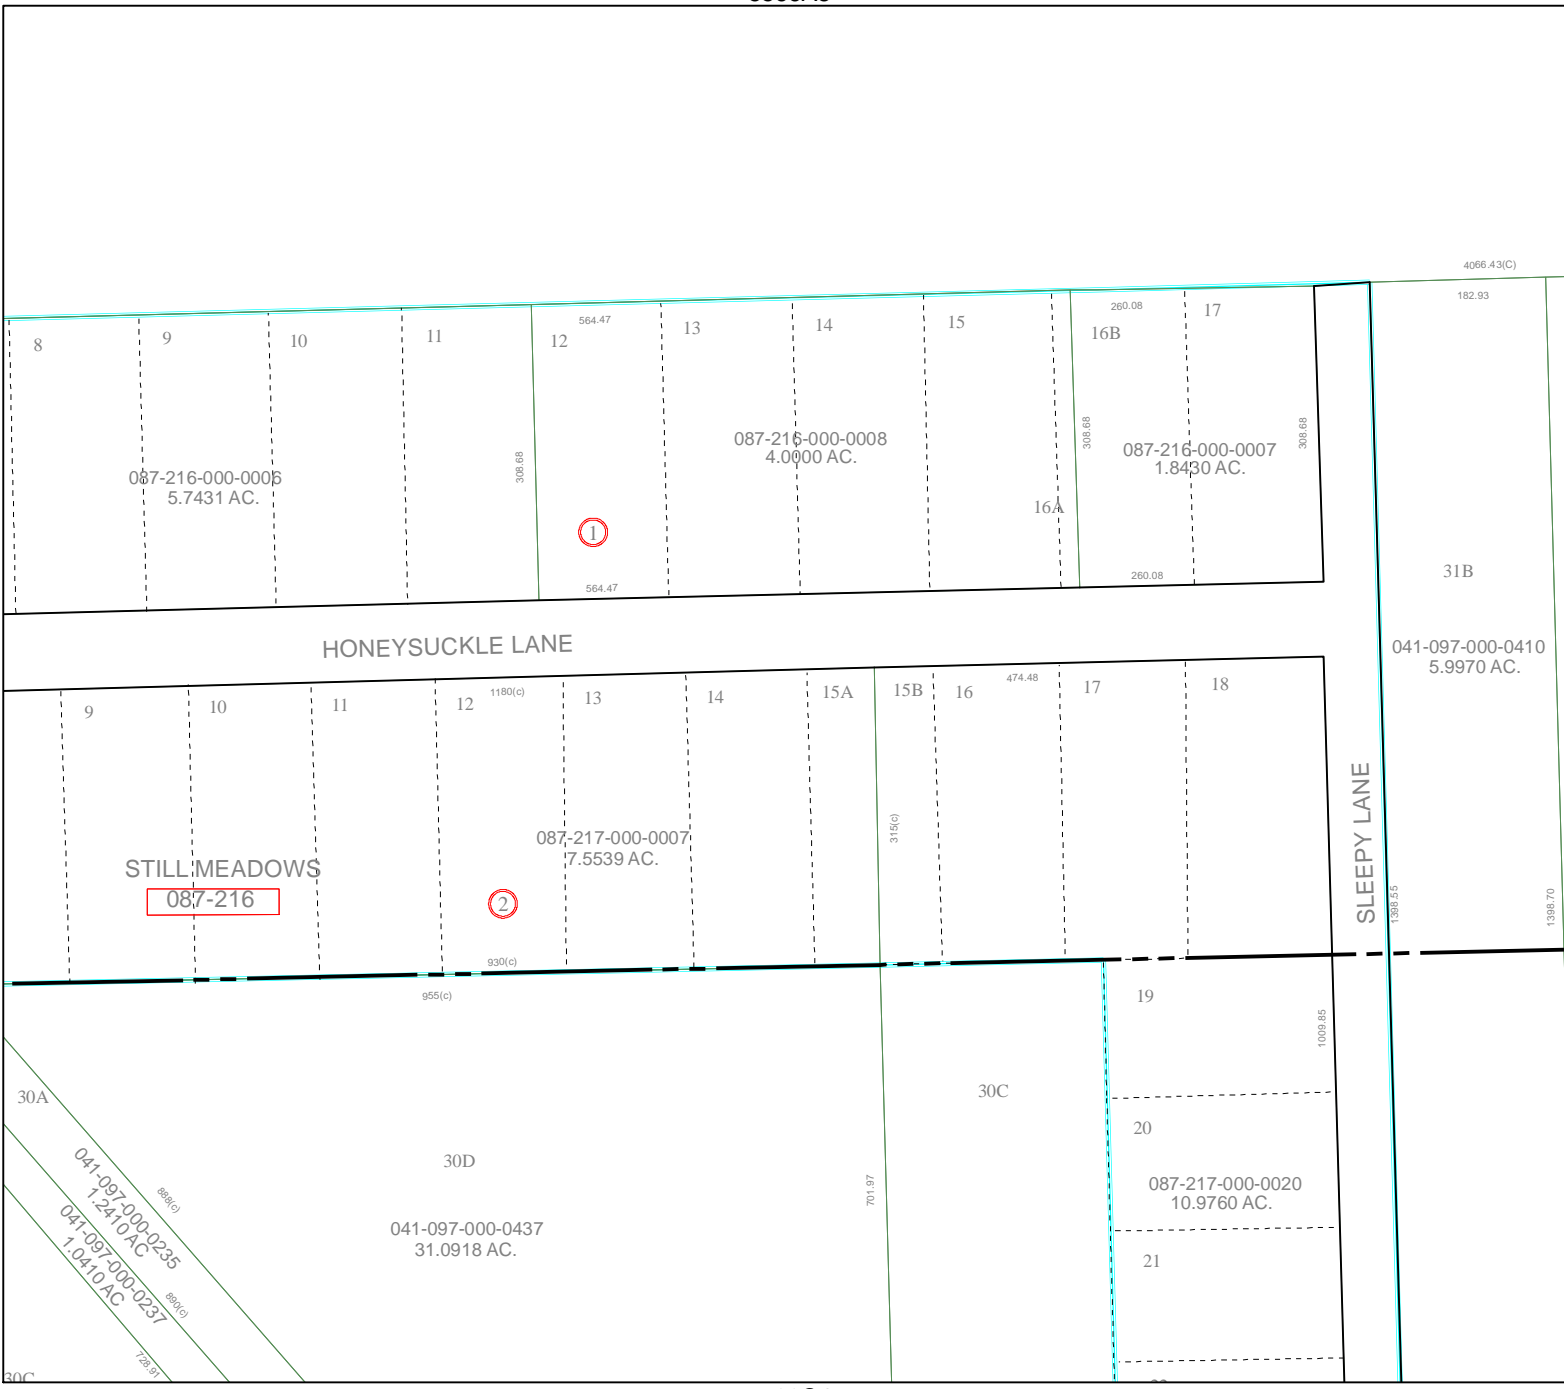 4066.43(C)
182.93
8
9
10
11
12
564.47
13
14
15
260.08
16B
17
308.68
308.68
308.68
087-216-000-0006
5.7431 AC.
087-216-000-0008
4.0000 AC.
087-216-000-0007
1.8430 AC.
16A
1
564.47
260.08
31B
041-097-000-0410
5.9970 AC.
HONEYSUCKLE LANE
9
10
11
12
1180(c)
13
14
15A
15B
16
474.48
17
18
315(c)
087-217-000-0007
7.5539 AC.
STILL MEADOWS
087-216
2
SLEEPY LANE
1398.55
1398.70
930(c)
955(c)
19
1009.85
30A
30C
20
30D
041-097-000-0235
1.2410 AC
888(c)
041-097-000-0237
1.0410 AC
890(c)
728.91
701.97
087-217-000-0020
10.9760 AC.
041-097-000-0437
31.0918 AC.
21
30C